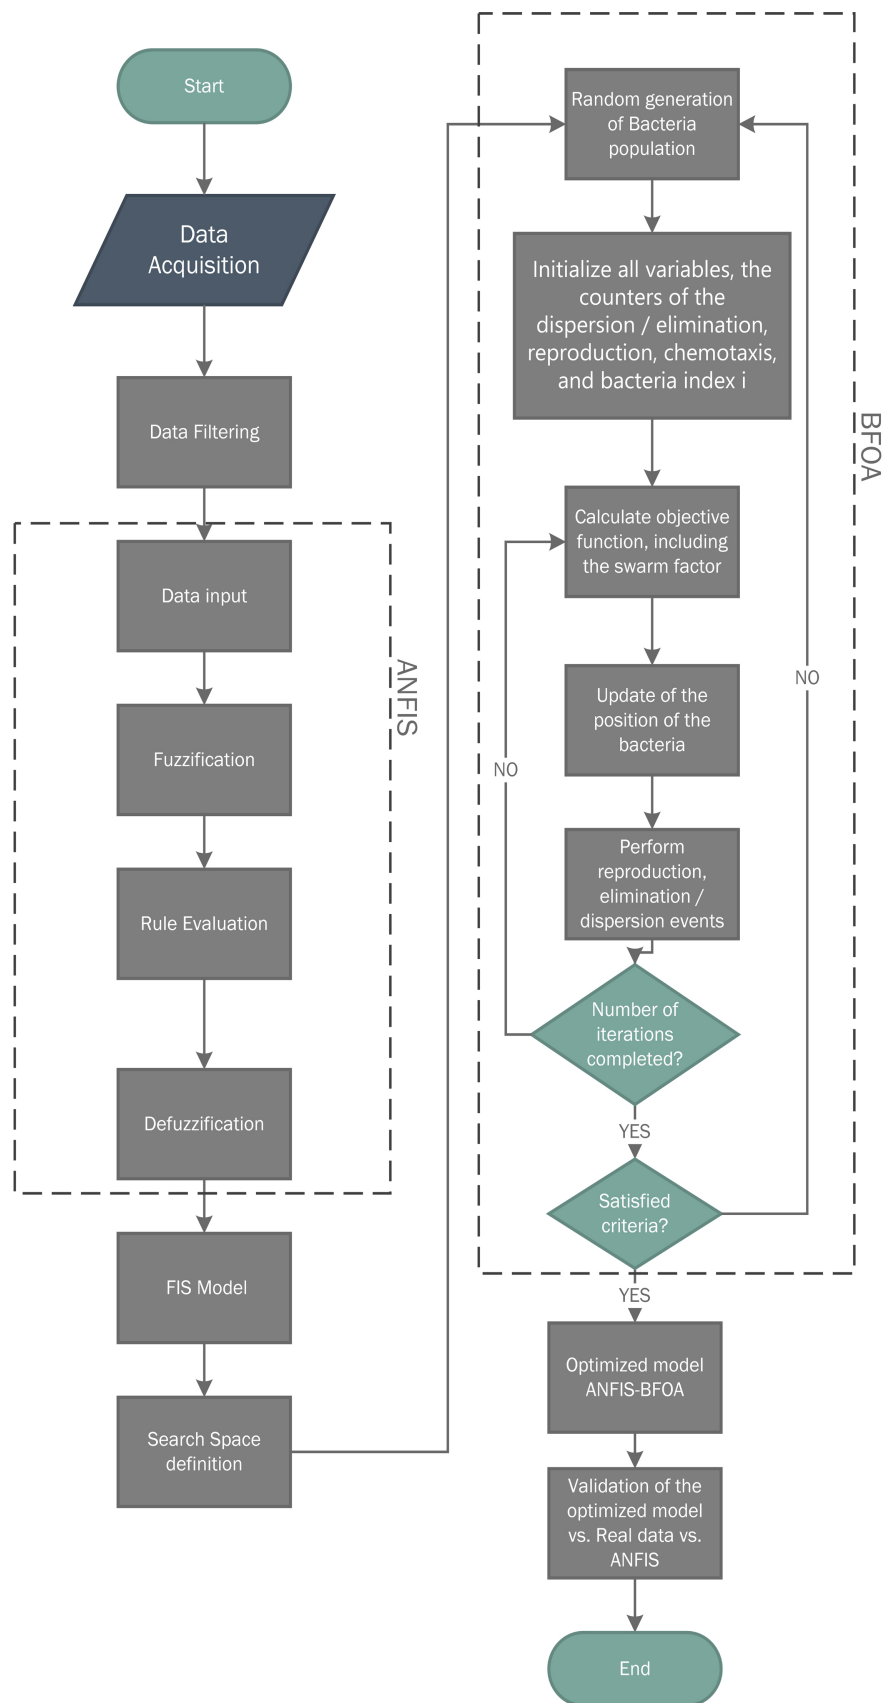 Start
Data
Acquisition
Data Filtering
ANFIS
Data input
Fuzzification
Rule Evaluation
Defuzzification
FIS Model
Search Space
definition
BFOA
Random generation
of Bacteria
population
Initialize all variables, the
counters of the
dispersion / elimination,
reproduction, chemotaxis,
and bacteria index i
Calculate objective
function, including
the swarm factor
Update of the
position of the
bacteria
Perform
reproduction,
elimination /
dispersion events
Number of
iterations
completed?
NO
YES
Satisfied
criteria?
NO
YES
Optimized model
ANFIS-BFOA
Validation of the
optimized model
vs. Real data vs.
ANFIS
End